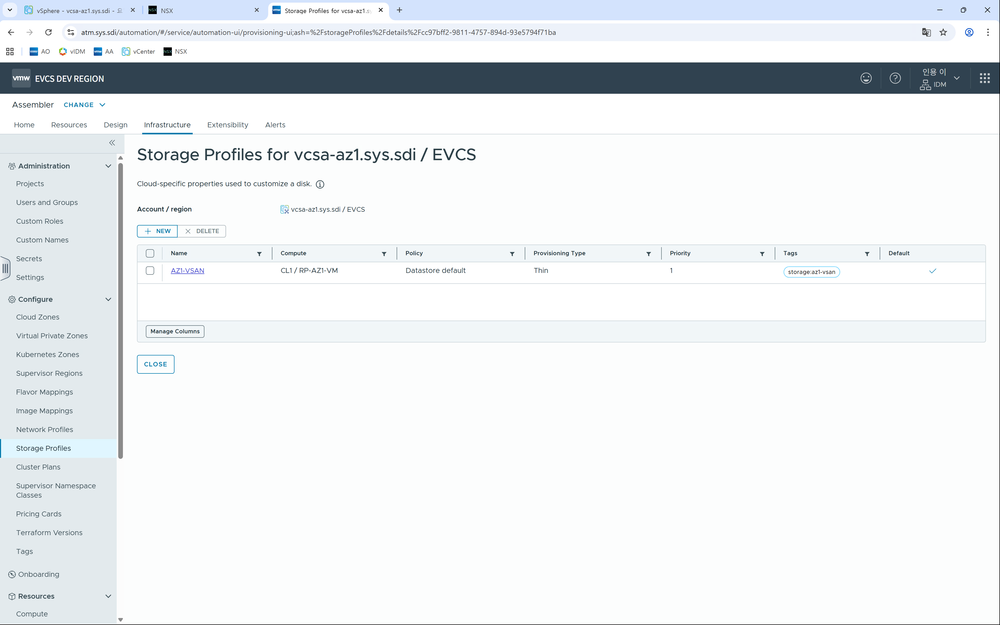 vSphere - vcsa-az1.sys.sdi - 요
NSX
NSX
Storage Profiles for vcsa-az1.sy
atm.sys.sdi/automation/#/service/automation-ui/provisioning-ui;ash=%2FstorageProfiles%2Fdetails%2Fcc97bff2-9811-4757-894d-93e5794f71ba
AO
vIDM
AA
vCenter
NSX
NSX
vmw EVCS DEV REGION
인용 이
IDM
Assembler CHANGE
Home Resources Design Infrastructure Extensibility Alerts
Administration
Projects
Users and Groups
Custom Roles
Custom Names
Secrets
Settings
Configure
Cloud Zones
Virtual Private Zones
Kubernetes Zones
Supervisor Regions
Flavor Mappings
Image Mappings
Network Profiles
Storage Profiles
Cluster Plans
Supervisor Namespace
Classes
Pricing Cards
Terraform Versions
Tags
Onboarding
Resources
Compute
Storage Profiles for vcsa-az1.sys.sdi / EVCS
Cloud-specific properties used to customize a disk.
Account / region vcsa-az1.sys.sdi / EVCS
NEW DELETE
Name Compute Policy Provisioning Type Priority Tags Default
AZ1-VSAN CL1 / RP-AZ1-VM Datastore default Thin 1 storage:az1-vsan
Manage Columns
CLOSE